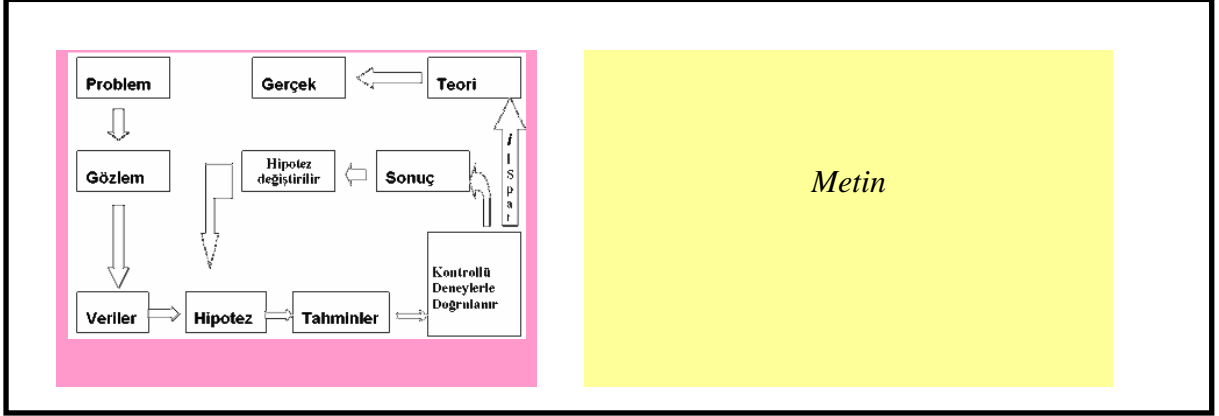 Problem
Gerçek
Teori
Gözlem
Hipotez
değiştirilir
Sonuç
i
l
S
p
a
t
Kontrollü
Deneylerle
Doğrulanır
Veriler
Hipotez
Tahminler
Metin